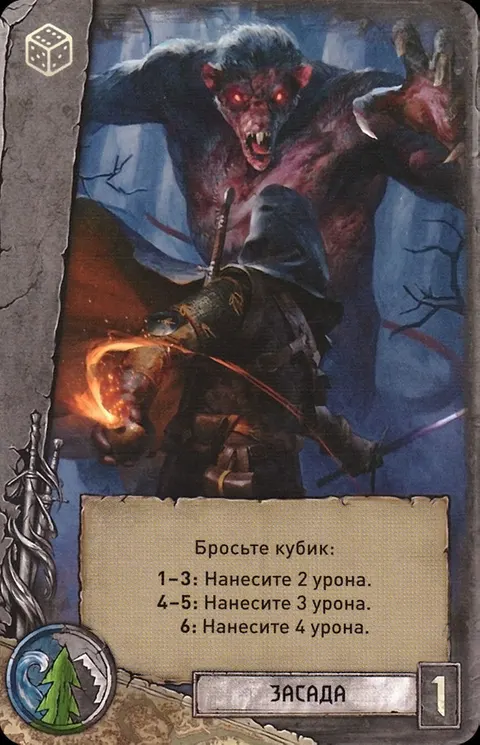 Бросьте кубик:
1–3: Нанесите 2 урона.
4–5: Нанесите 3 урона.
6: Нанесите 4 урона.
ЗАСАДА
1